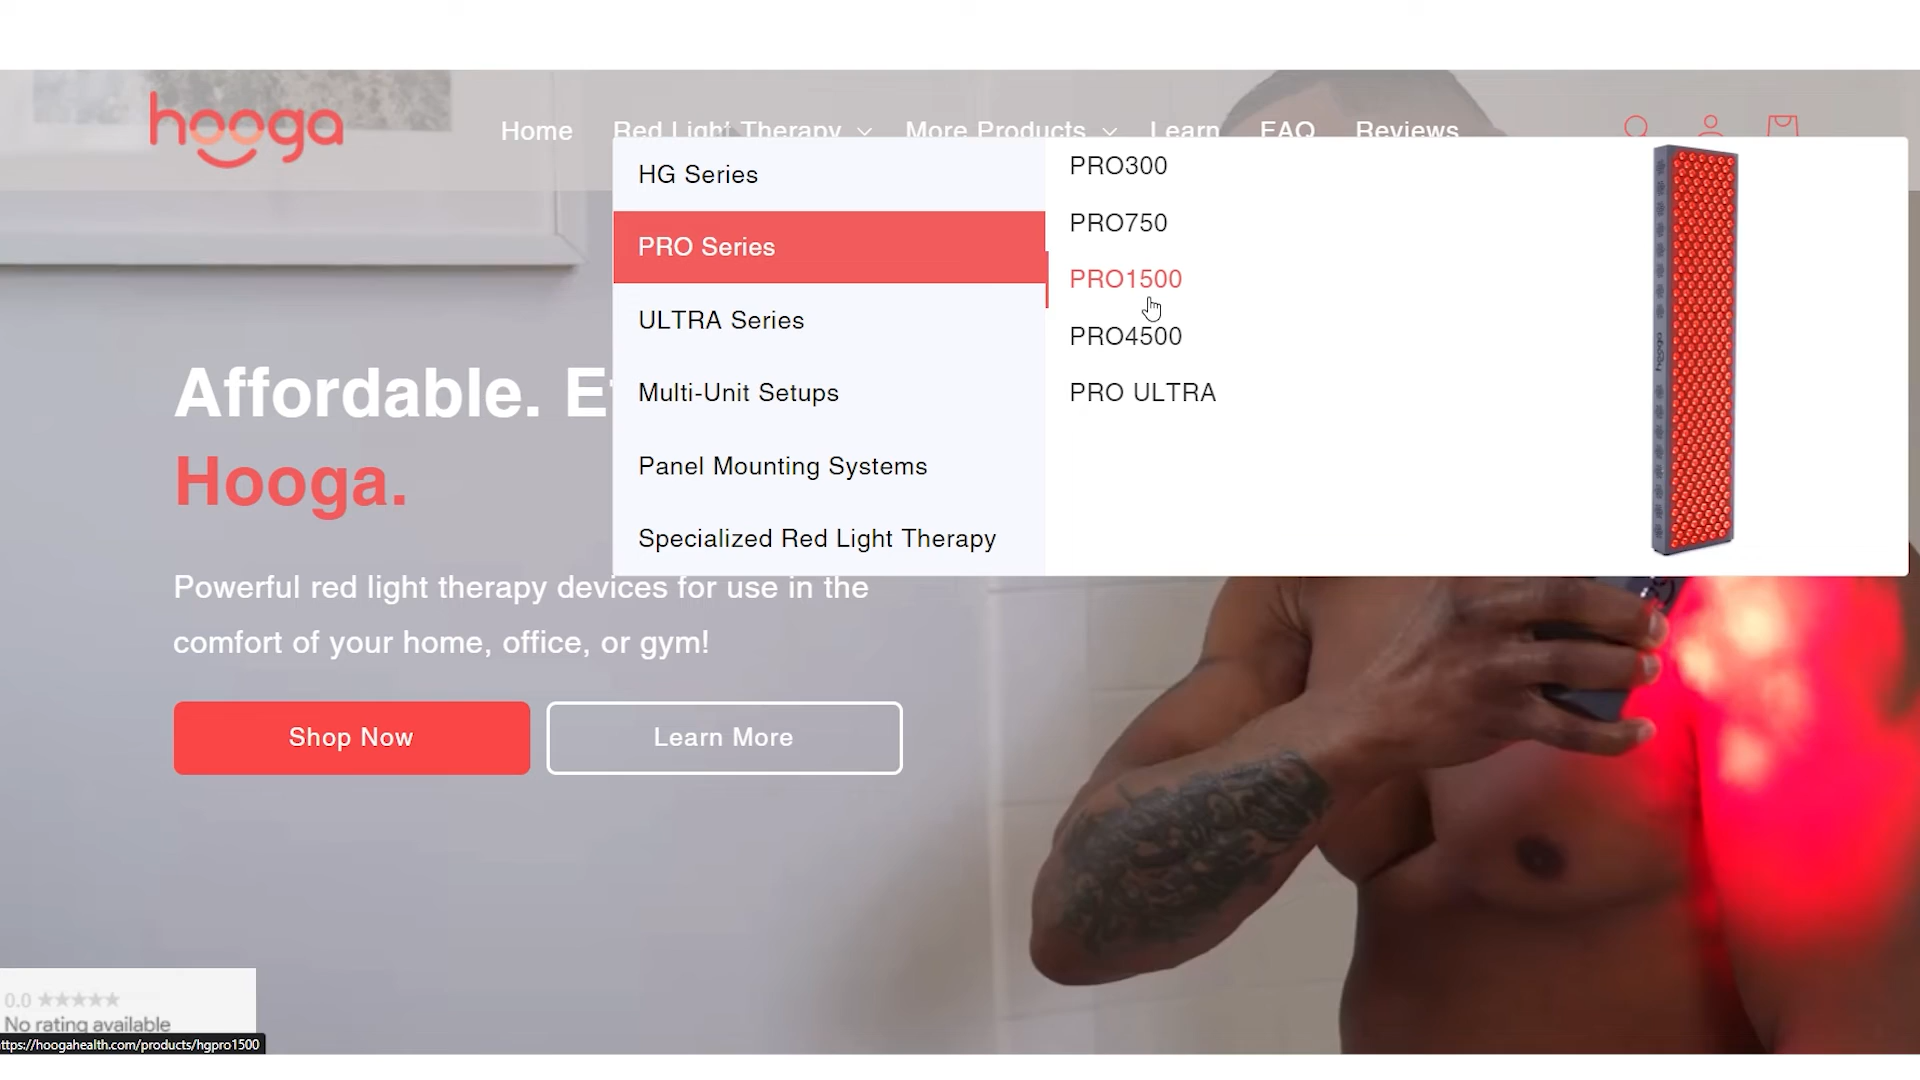 hooga
Home Red Light Therapy More Products Learn FAQ Reviews
HG Series
PRO Series
ULTRA Series
Multi-Unit Setups
Panel Mounting Systems
Specialized Red Light Therapy
PRO300
PRO750
PRO1500
PRO4500
PRO ULTRA
hooga
Affordable.
Hooga.
Powerful red light therapy devices for use in the
comfort of your home, office, or gym!
Shop Now
Learn More
0.0 ★★★★★
No rating available
ttps://hoogahealth.com/products/hgpro1500